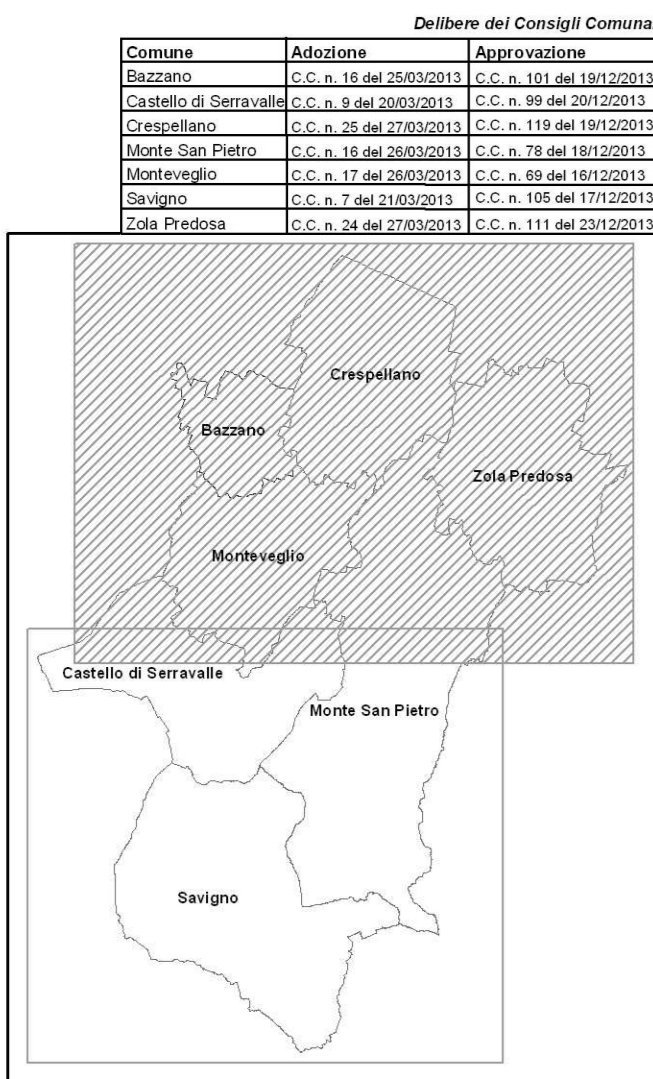 Delibere dei Consigli Comuna
Comune Adozione Approvazione
Bazzano C.C. n. 16 del 25/03/2013 C.C. n. 101 del 19/12/2013
Castello di Serravalle C.C. n. 9 del 20/03/2013 C.C. n. 99 del 20/12/2013
Crespellano C.C. n. 25 del 27/03/2013 C.C. n. 119 del 19/12/2013
Monte San Pietro C.C. n. 16 del 26/03/2013 C.C. n. 78 del 18/12/2013
Monteveglio C.C. n. 17 del 26/03/2013 C.C. n. 69 del 16/12/2013
Savigno C.C. n. 7 del 21/03/2013 C.C. n. 105 del 17/12/2013
Zola Predosa C.C. n. 24 del 27/03/2013 C.C. n. 111 del 23/12/2013
Crespellano
Bazzano
Zola Predosa
Monteveglio
Castello di Serravalle
Monte San Pietro
Savigno